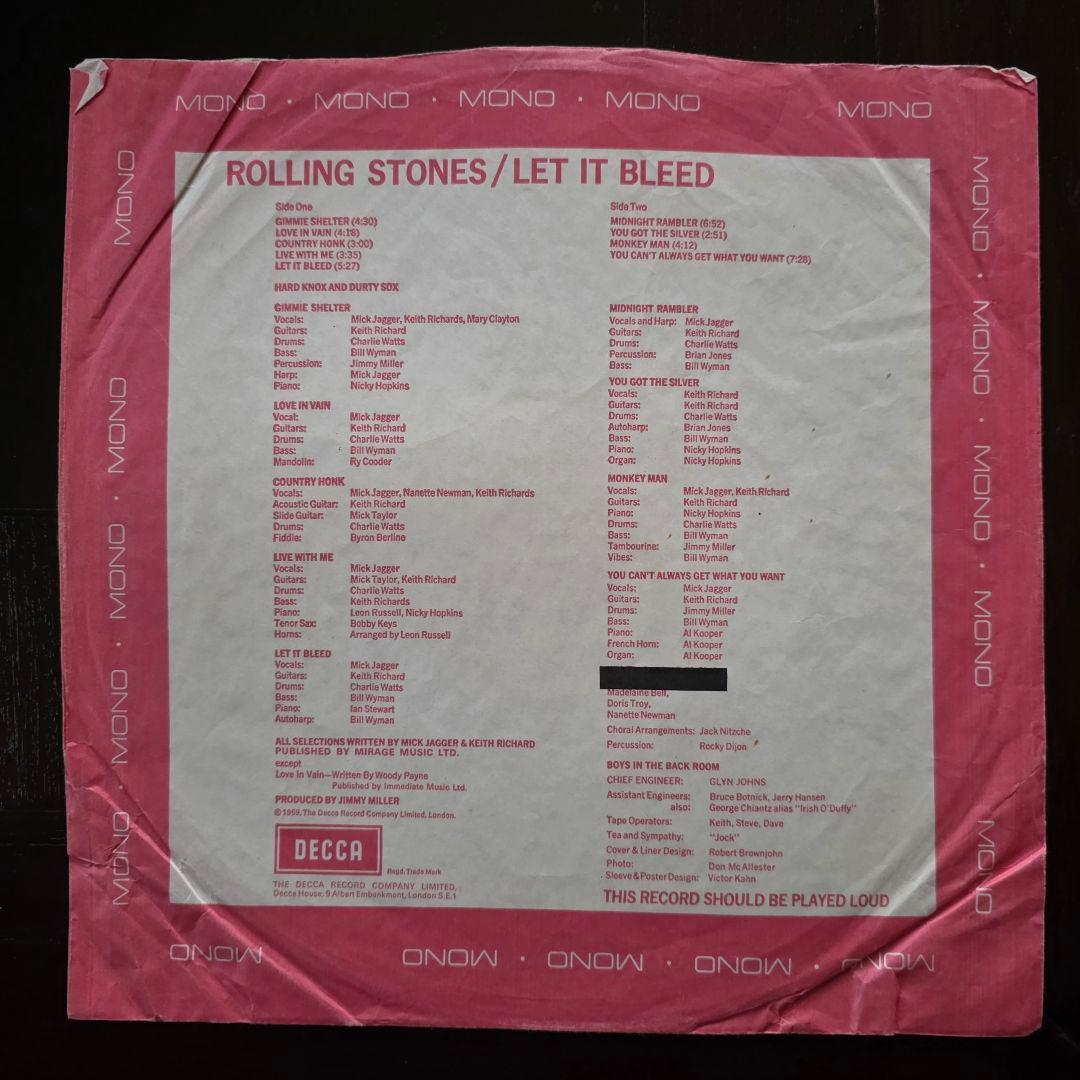 MONO · MONO · MONO · MONO MONO
ROLLING STONES/LET IT BLEED
Side One
GIMMIE SHELTER (4:30)
LOVE IN VAIN (4:18)
COUNTRY HONK (3:00)
LIVE WITH ME (3:35)
LET IT BLEED (5:27)
HARD KNOX AND DURTY SOX
GIMMIE SHELTER
Vocals: Mick Jagger, Keith Richards, Mary Clayton
Guitars: Keith Richard
Drums: Charlie Watts
Bass: Bill Wyman
Percussion: Jimmy Miller
Harp: Mick Jagger
Piano: Nicky Hopkins
LOVE IN VAIN
Vocal: Mick Jagger
Guitars: Keith Richard
Drums: Charlie Watts
Bass: Bill Wyman
Mandolin: Ry Cooder
COUNTRY HONK
Vocals: Mick Jagger, Nanette Newman, Keith Richards
Acoustic Guitar: Keith Richard
Slide Guitar: Mick Taylor
Drums: Charlie Watts
Fiddle: Byron Berline
LIVE WITH ME
Vocals: Mick Jagger
Guitars: Mick Taylor, Keith Richard
Drums: Charlie Watts
Bass: Keith Richards
Piano: Leon Russell, Nicky Hopkins
Tenor Sax: Bobby Keys
Horns: Arranged by Leon Russell
LET IT BLEED
Vocals: Mick Jagger
Guitars: Keith Richard
Drums: Charlie Watts
Bass: Bill Wyman
Piano: Ian Stewart
Autoharp: Bill Wyman
ALL SELECTIONS WRITTEN BY MICK JAGGER & KEITH RICHARD
PUBLISHED BY MIRAGE MUSIC LTD.
except
Love In Vain—Written By Woody Payne
Published by Immediate Music Ltd.
PRODUCED BY JIMMY MILLER
© 1969, The Decca Record Company Limited, London.
DECCA
Regd. Trade Mark
THE DECCA RECORD COMPANY LIMITED,
Decca House, 9 Albert Embankment, London S.E.1
Side Two
MIDNIGHT RAMBLER (6:52)
YOU GOT THE SILVER (2:51)
MONKEY MAN (4:12)
YOU CAN'T ALWAYS GET WHAT YOU WANT (7:28)
MIDNIGHT RAMBLER
Vocals and Harp: Mick Jagger
Guitars: Keith Richard
Drums: Charlie Watts
Percussion: Brian Jones
Bass: Bill Wyman
YOU GOT THE SILVER
Vocals: Keith Richard
Guitars: Keith Richard
Drums: Charlie Watts
Autoharp: Brian Jones
Bass: Bill Wyman
Piano: Nicky Hopkins
Organ: Nicky Hopkins
MONKEY MAN
Vocals: Mick Jagger, Keith Richard
Guitars: Keith Richard
Piano: Nicky Hopkins
Drums: Charlie Watts
Bass: Bill Wyman
Tambourine: Jimmy Miller
Vibes: Bill Wyman
YOU CAN'T ALWAYS GET WHAT YOU WANT
Vocals: Mick Jagger
Guitars: Keith Richard
Drums: Jimmy Miller
Bass: Bill Wyman
Piano: Al Kooper
French Horn: Al Kooper
Organ: Al Kooper
Madelaine Bell,
Doris Troy,
Nanette Newman
Choral Arrangements: Jack Nitzche
Percussion: Rocky Dijon
BOYS IN THE BACK ROOM
CHIEF ENGINEER: GLYN JOHNS
Assistant Engineers: Bruce Botnick, Jerry Hansen
also: George Chiantz alias "Irish O'Duffy"
Tape Operators: Keith, Steve, Dave
Tea and Sympathy: "Jock"
Cover & Liner Design: Robert Brownjohn
Photo: Don McAllester
Sleeve & Poster Design: Victor Kahn
THIS RECORD SHOULD BE PLAYED LOUD
MONO · MONO · MONO · MONO MONO
MONO MONO · MONO · MONO · MONO
MONO MONO · MONO · MONO · MONO